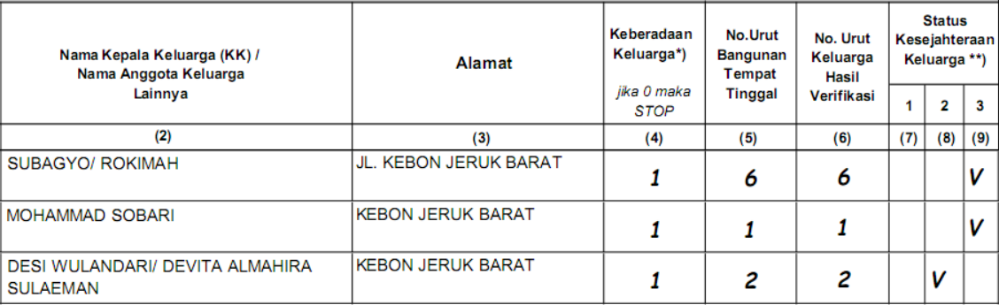 Nama Kepala Keluarga (KK) /
Nama Anggota Keluarga
Lainnya
Alamat
Keberadaan
Keluarga*)
jika 0 maka
STOP
No.Urut
Bangunan
Tempat
Tinggal
No. Urut
Keluarga
Hasil
Verifikasi
Status
Kesejahteraan
Keluarga **)
1 2 3
(2) (3) (4) (5) (6) (7) (8) (9)
SUBAGYO/ ROKIMAH JL. KEBON JERUK BARAT 1 6 6 V
MOHAMMAD SOBARI KEBON JERUK BARAT 1 1 1 V
DESI WULANDARI/ DEVITA ALMAHIRA KEBON JERUK BARAT 1 2 2 V
SULAEMAN